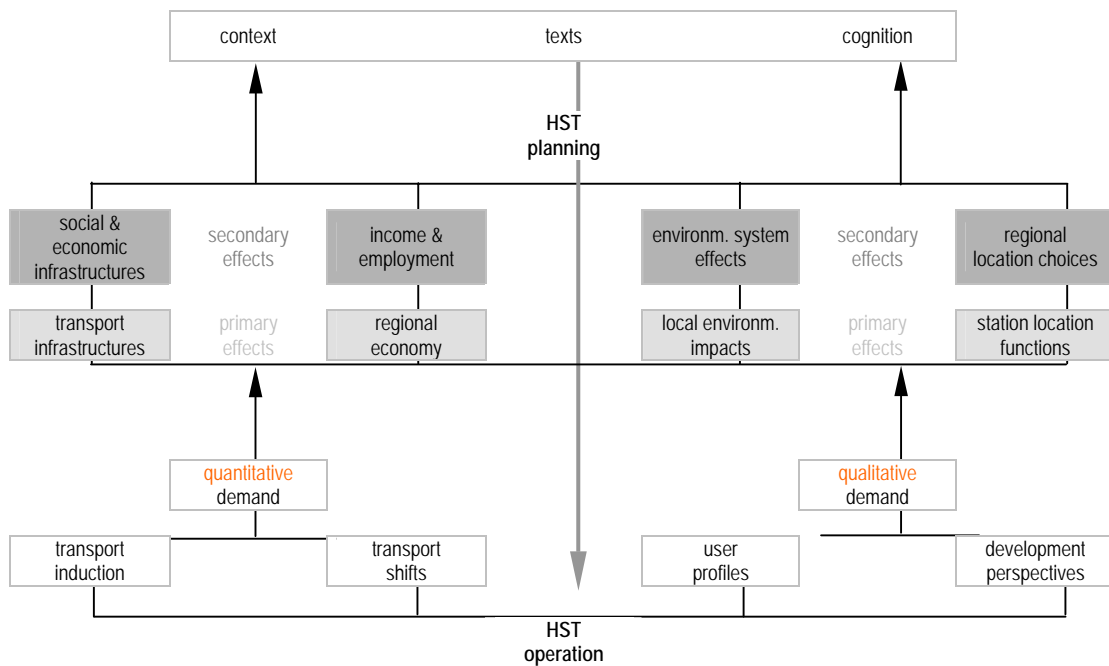 context
texts
cognition
HST
planning
social &
economic
infrastructures
secondary
effects
income &
employment
environm. system
effects
secondary
effects
regional
location choices
transport
infrastructures
primary
effects
regional
economy
local environm.
impacts
primary
effects
station location
functions
quantitative
demand
qualitative
demand
transport
induction
transport
shifts
user
profiles
development
perspectives
HST
operation